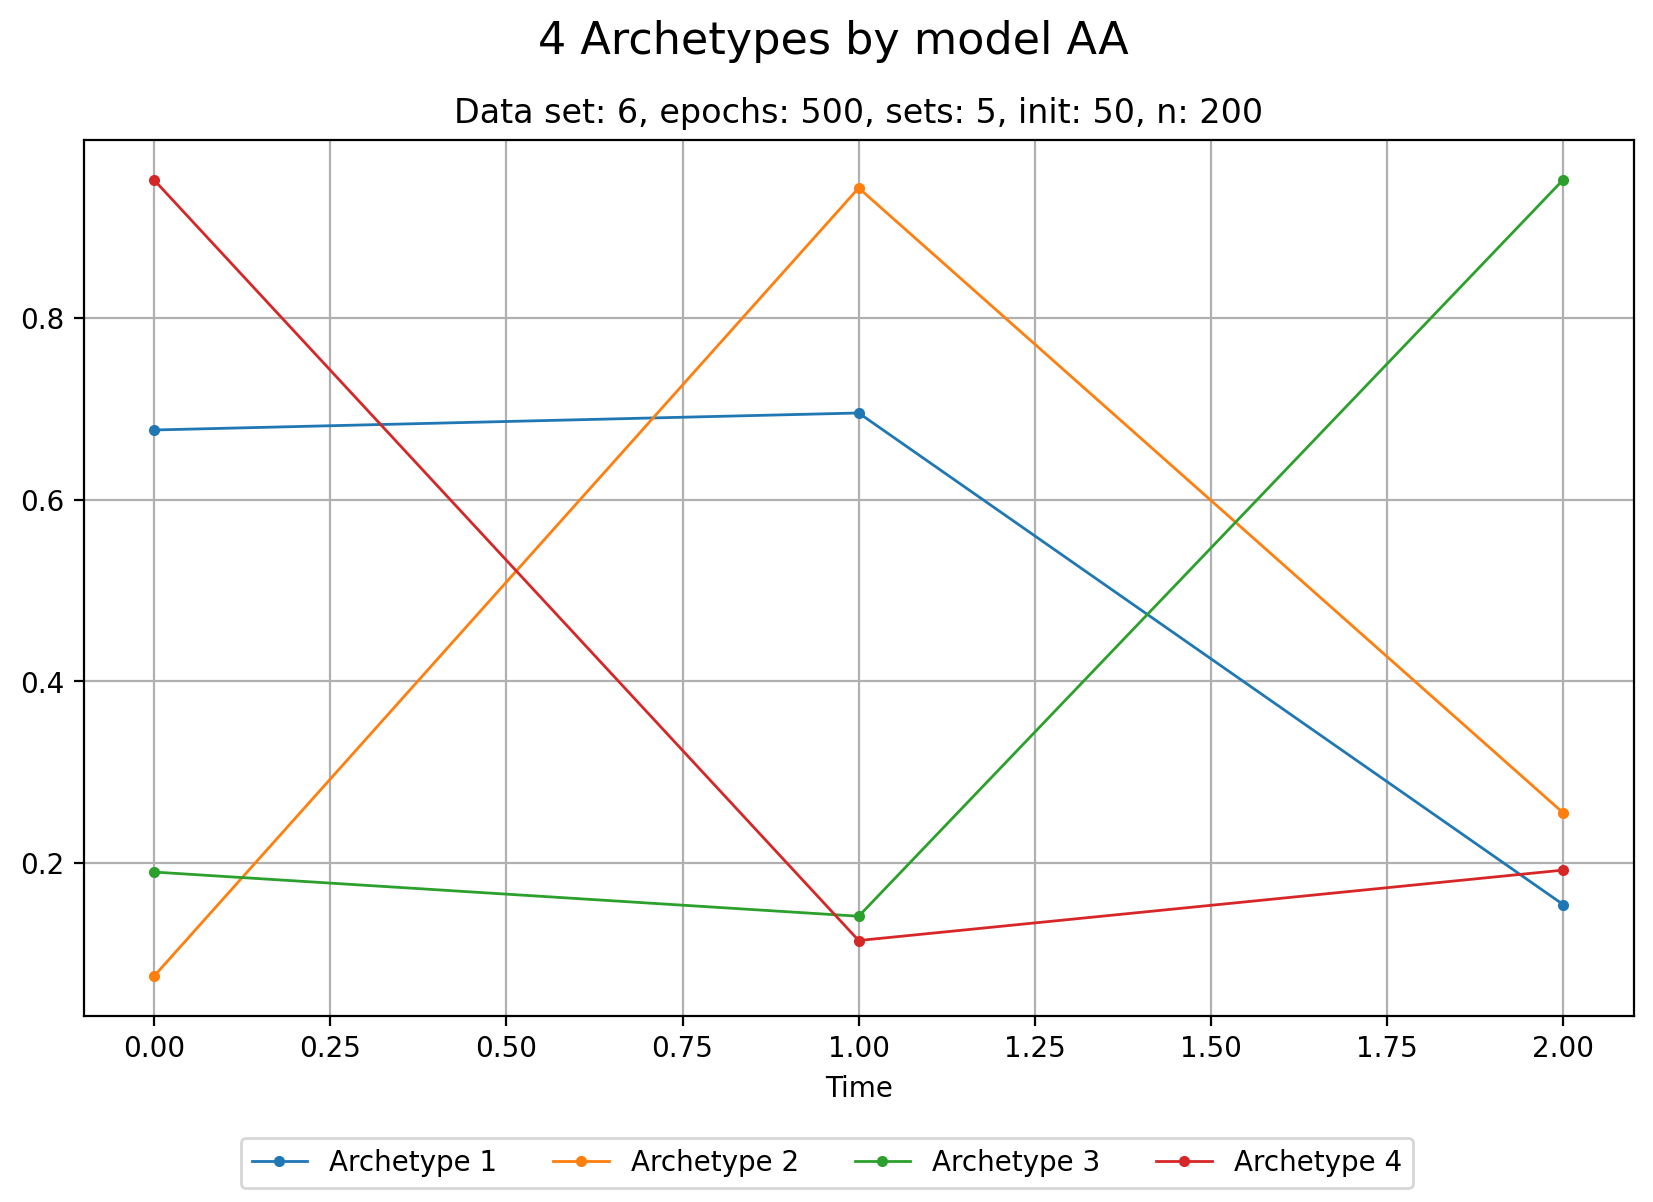 4 Archetypes by model AA
Data set: 6, epochs: 500, sets: 5, init: 50, n: 200
0.8
0.6
0.4
0.2
0.00 0.25 0.50 0.75 1.00 1.25 1.50 1.75 2.00
Time
Archetype 1 Archetype 2 Archetype 3 Archetype 4